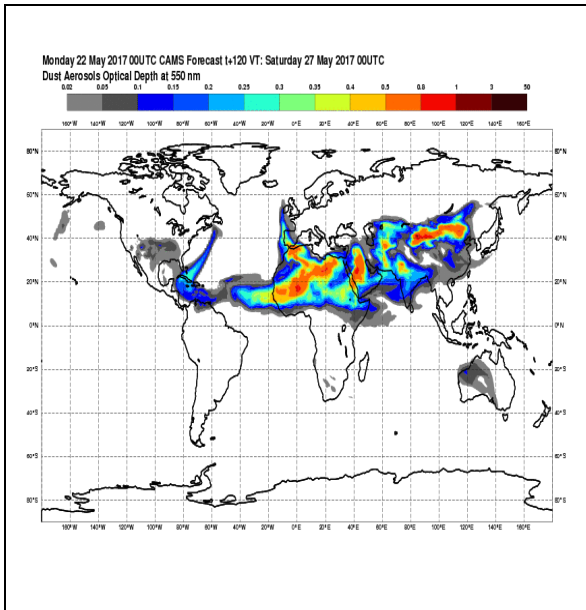 Monday 22 May 2017 00UTC CAMS Forecast t+120 VT: Saturday 27 May 2017 00UTC
Dust Aerosols Optical Depth at 550 nm
0.02 0.05 0.1 0.15 0.2 0.25 0.3 0.35 0.4 0.5 0.8 1 3 50
160°W 140°W 120°W 100°W 80°W 60°W 40°W 20°W 0°E 20°E 40°E 60°E 80°E 100°E 120°E 140°E 160°E
80°N 80°N
60°N 60°N
40°N 40°N
20°N 20°N
0°N 0°N
20°S 20°S
40°S 40°S
60°S 60°S
80°S 80°S
160°W 140°W 120°W 100°W 80°W 60°W 40°W 20°W 0°E 20°E 40°E 60°E 80°E 100°E 120°E 140°E 160°E